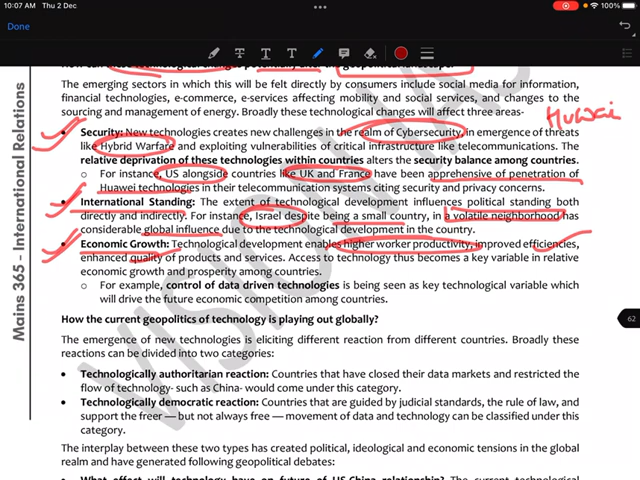 10:07 AM Thu 2 Dec
Done
The emerging sectors in which this will be felt directly by consumers include social media for information,
financial technologies, e-commerce, e-services affecting mobility and social services, and changes to the
sourcing and management of energy. Broadly these technological changes will affect three areas-
Huwai
• Security: New technologies creates new challenges in the realm of Cybersecurity, in emergence of threats
like Hybrid Warfare and exploiting vulnerabilities of critical infrastructure like telecommunications. The
relative deprivation of these technologies within countries alters the security balance among countries.
o For instance, US alongside countries like UK and France have been apprehensive of penetration of
Huawei technologies in their telecommunication systems citing security and privacy concerns.
• International Standing: The extent of technological development influences political standing both
directly and indirectly. For instance, Israel despite being a small country, in a volatile neighborhood has
considerable global influence due to the technological development in the country.
• Economic Growth: Technological development enables higher worker productivity, improved efficiencies,
enhanced quality of products and services. Access to technology thus becomes a key variable in relative
economic growth and prosperity among countries.
o For example, control of data driven technologies is being seen as key technological variable which
will drive the future economic competition among countries.
How the current geopolitics of technology is playing out globally?
The emergence of new technologies is eliciting different reaction from different countries. Broadly these
reactions can be divided into two categories:
• Technologically authoritarian reaction: Countries that have closed their data markets and restricted the
flow of technology- such as China- would come under this category.
• Technologically democratic reaction: Countries that are guided by judicial standards, the rule of law, and
support the freer — but not always free — movement of data and technology can be classified under this
category.
The interplay between these two types has created political, ideological and economic tensions in the global
realm and have generated following geopolitical debates:
• What effect will technology have on future of US-China relationship? The current technological
Mains 365 - International Relations
62